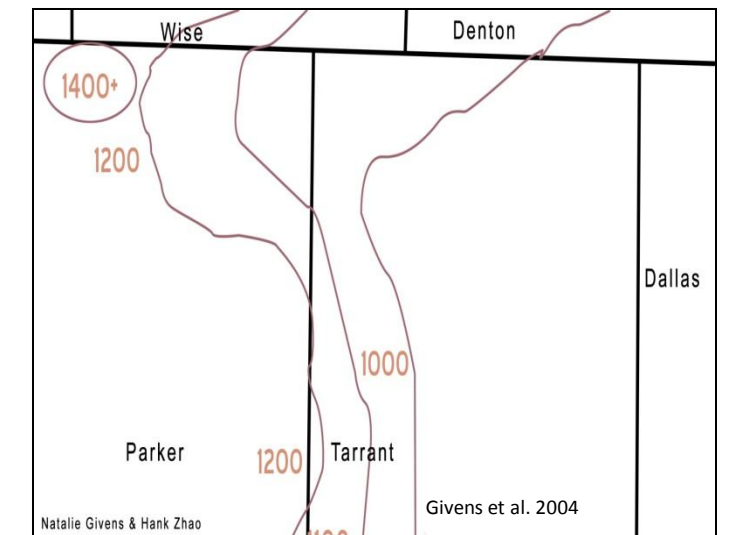 Wise
Denton
1400+
1200
Dallas
1000
Parker
1200
Tarrant
Givens et al. 2004
Natalie Givens & Hank Zhao